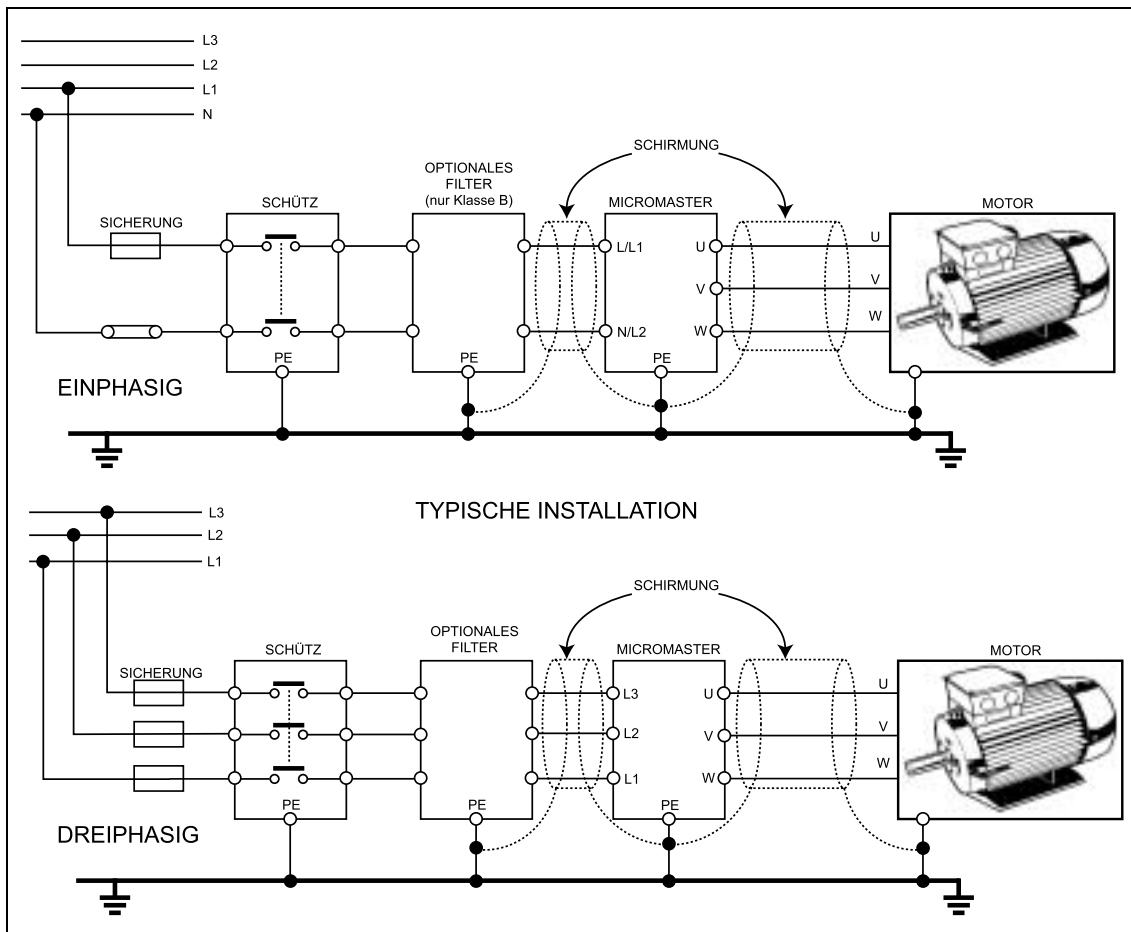 L3
L2
L1
N
SCHIRMUNG
OPTIONALES
FILTER
(nur Klasse B)
SCHÜTZ
MICROMASTER
MOTOR
SICHERUNG
L/L1
U
U
V
V
N/L2
W
W
PE
PE
PE
EINPHASIG
TYPISCHE INSTALLATION
L3
L2
L1
SCHIRMUNG
OPTIONALES
FILTER
SCHÜTZ
MICROMASTER
MOTOR
SICHERUNG
L3
U
U
L2
V
V
L1
W
W
PE
PE
PE
DREIPHASIG